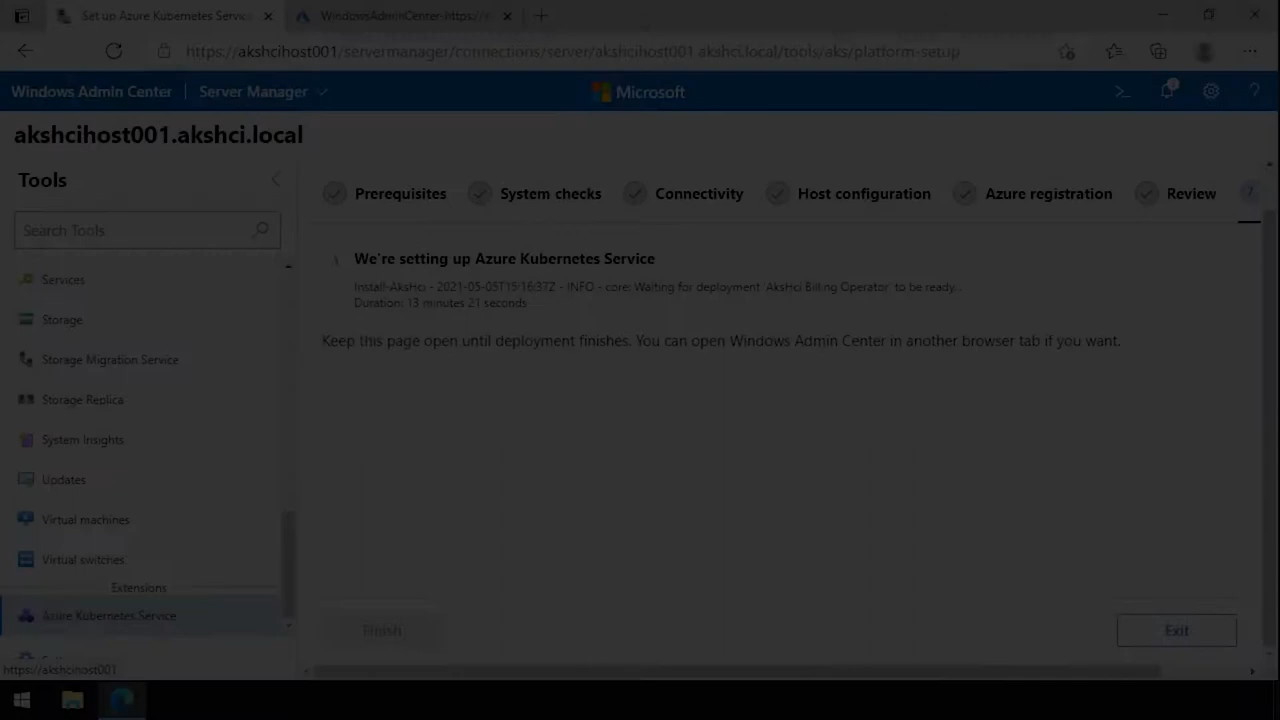 Set up Azure Kubernetes Servic
WindowsAdminCenter-https://
https://akshcihost001/servermanager/connections/server/akshcihost001.akshci.local/tools/aks/platform-setup
Windows Admin Center
Server Manager
Microsoft
akshcihost001.akshci.local
Tools
Search Tools
Services
Storage
Storage Migration Service
Storage Replica
System Insights
Updates
Virtual machines
Virtual switches
Extensions
Azure Kubernetes Service
https://akshcihost001
Prerequisites
System checks
Connectivity
Host configuration
Azure registration
Review
7
We're setting up Azure Kubernetes Service
Install-AksHci - 2021-05-05T15:16:37Z - INFO - core: Waiting for deployment 'AksHci Billing Operator' to be ready...
Duration: 13 minutes 21 seconds
Keep this page open until deployment finishes. You can open Windows Admin Center in another browser tab if you want.
Finish
Exit